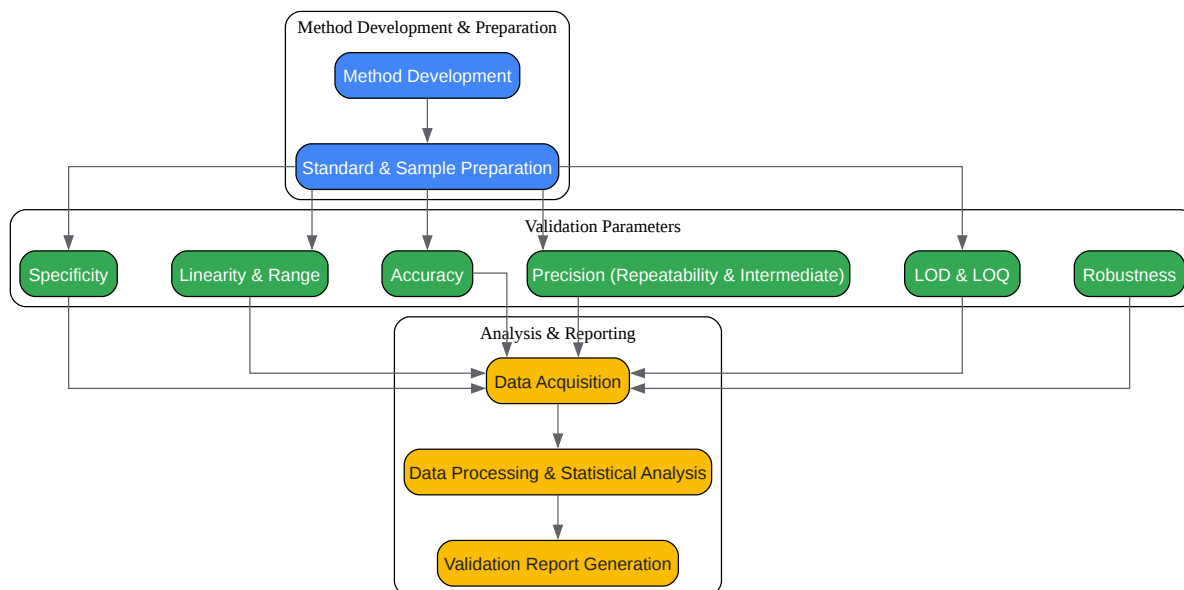 Method Development & Preparation
Method Development
Standard & Sample Preparation
Validation Parameters
Specificity
Linearity & Range
Accuracy
Precision (Repeatability & Intermediate)
LOD & LOQ
Robustness
Analysis & Reporting
Data Acquisition
Data Processing & Statistical Analysis
Validation Report Generation